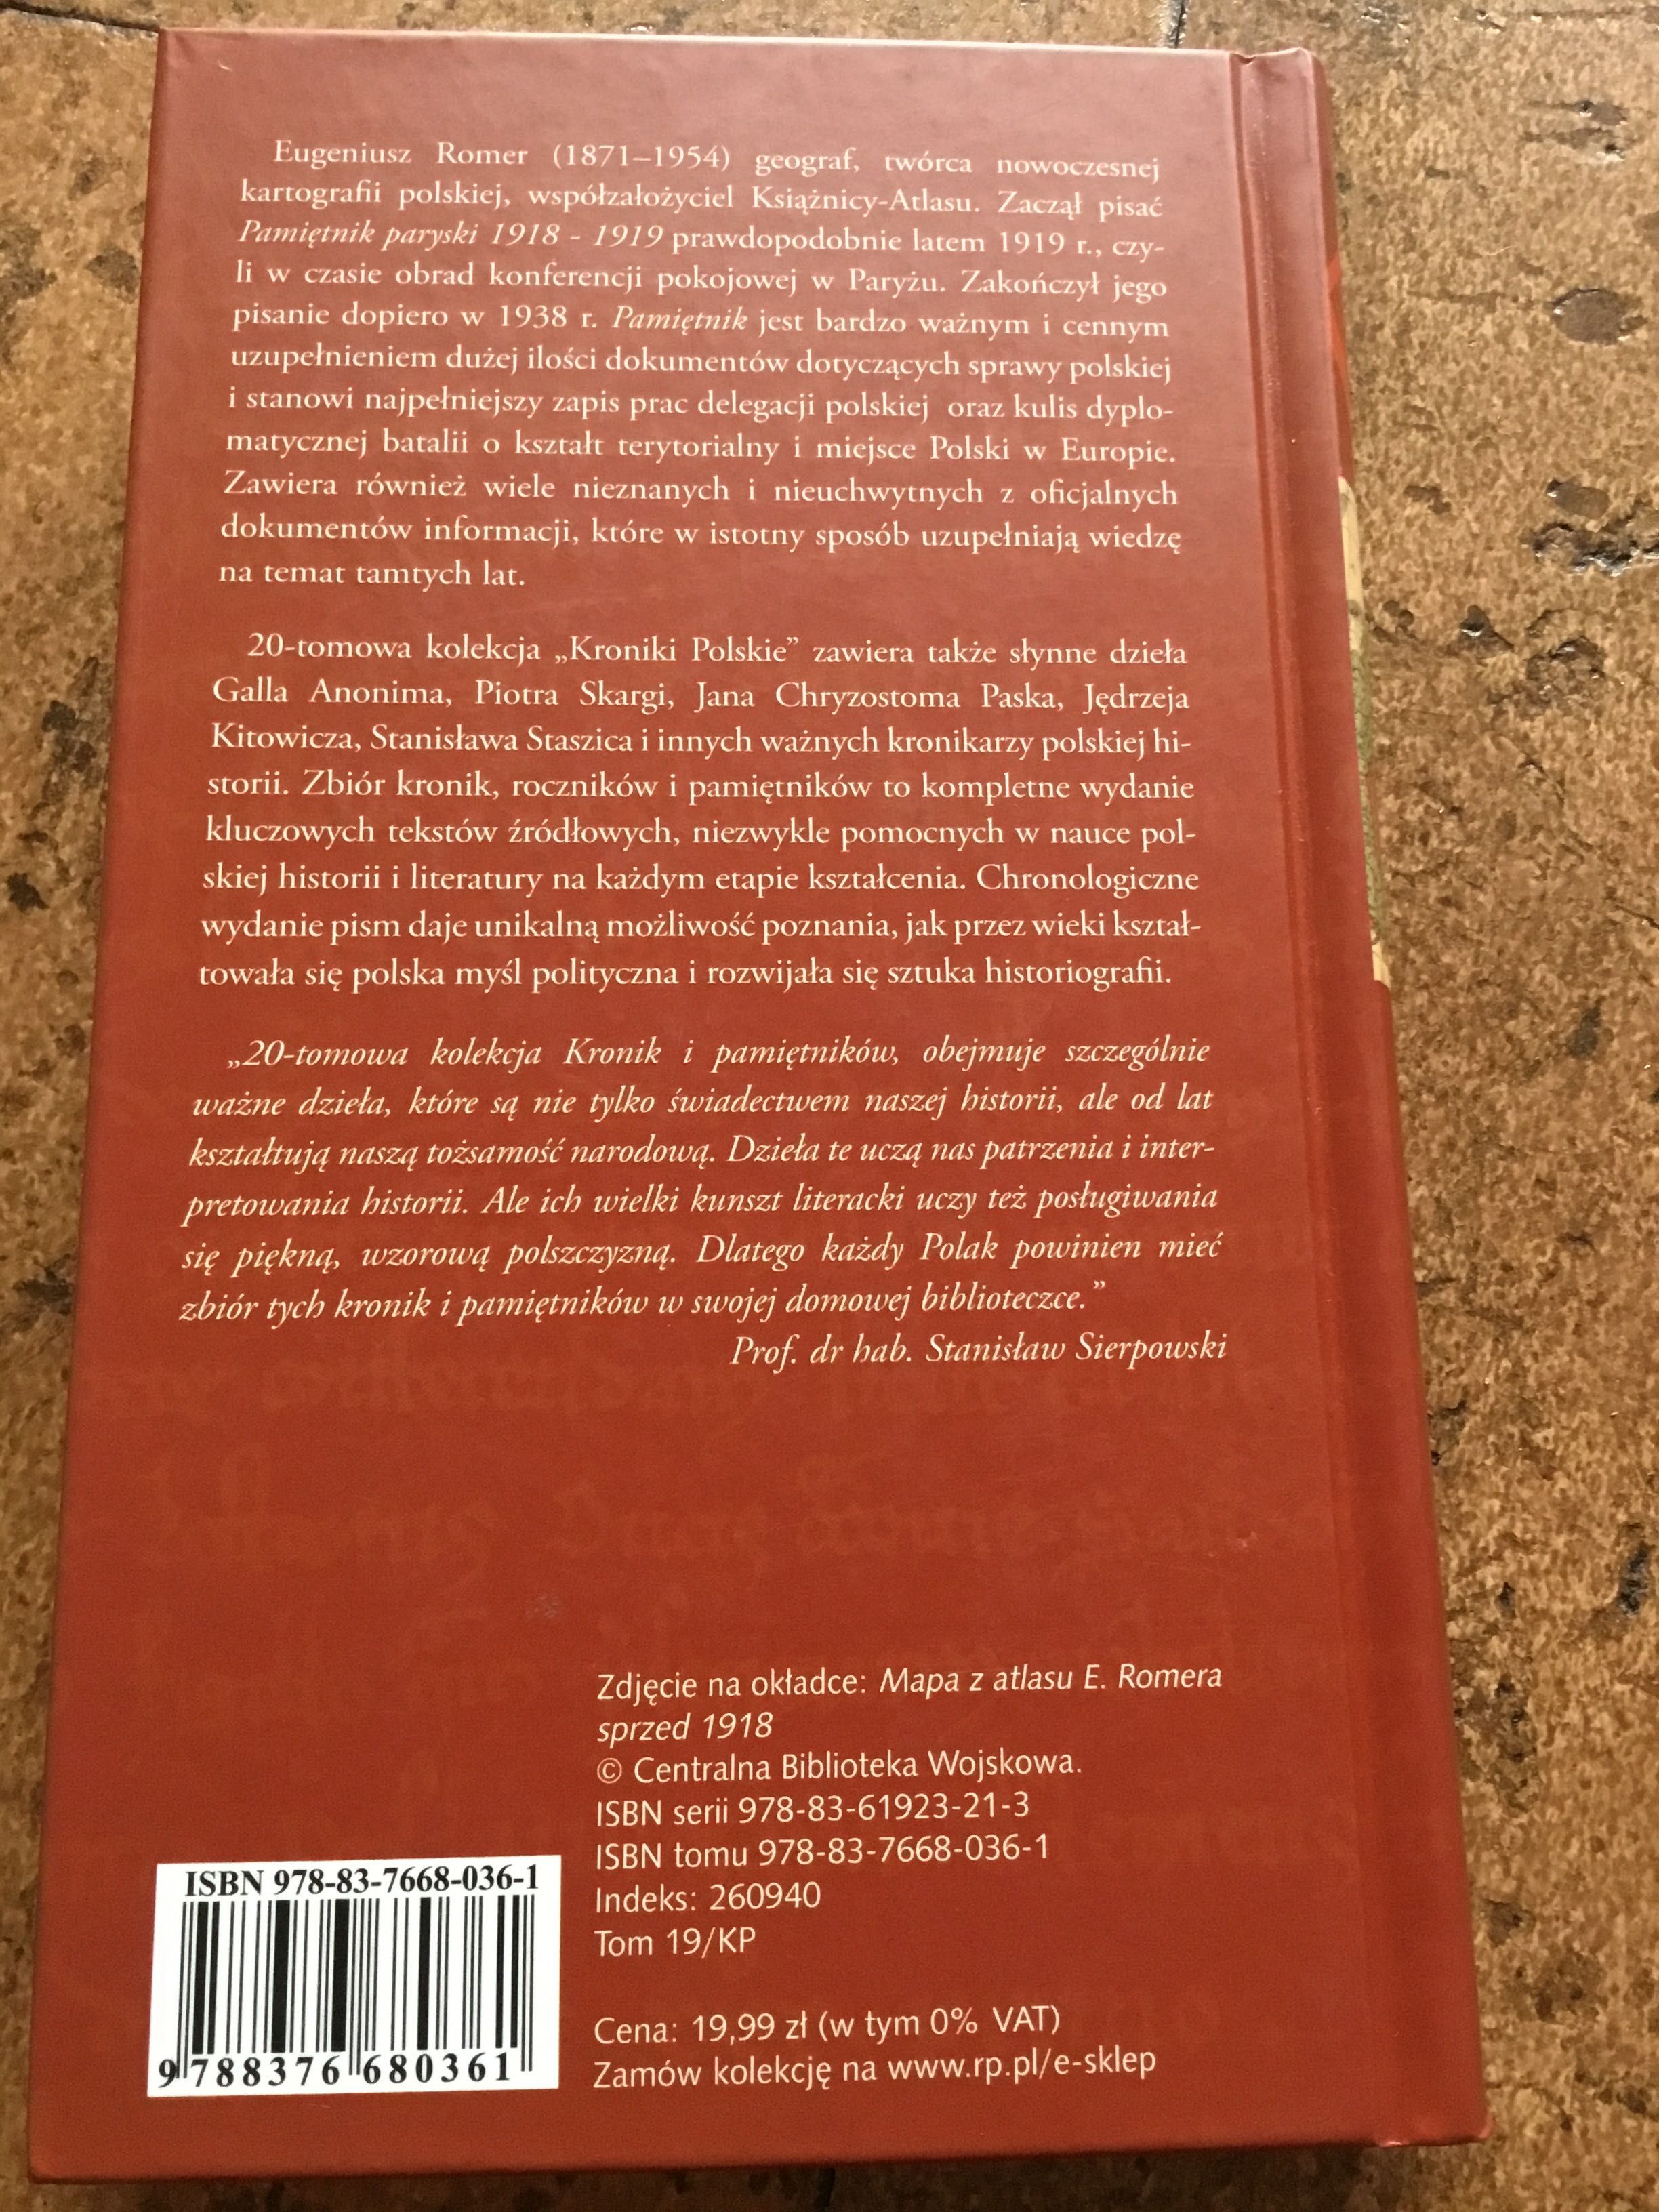 Eugeniusz Romer (1871–1954) geograf, twórca nowoczesnej
kartografii polskiej, współzałożyciel Książnicy-Atlasu. Zaczął pisać
Pamiętnik paryski 1918 - 1919 prawdopodobnie latem 1919 r., czy-
li w czasie obrad konferencji pokojowej w Paryżu. Zakończył jego
pisanie dopiero w 1938 r. Pamiętnik jest bardzo ważnym i cennym
uzupełnieniem dużej ilości dokumentów dotyczących sprawy polskiej
i stanowi najpełniejszy zapis prac delegacji polskiej oraz kulis dyplo-
matycznej batalii o kształt terytorialny i miejsce Polski w Europie.
Zawiera również wiele nieznanych i nieuchwytnych z oficjalnych
dokumentów informacji, które w istotny sposób uzupełniają wiedzę
na temat tamtych lat.
20-tomowa kolekcja „Kroniki Polskie” zawiera także słynne dzieła
Galla Anonima, Piotra Skargi, Jana Chryzostoma Paska, Jędrzeja
Kitowicza, Stanisława Staszica i innych ważnych kronikarzy polskiej hi-
storii. Zbiór kronik, roczników i pamiętników to kompletne wydanie
kluczowych tekstów źródłowych, niezwykle pomocnych w nauce pol-
skiej historii i literatury na każdym etapie kształcenia. Chronologiczne
wydanie pism daje unikalną możliwość poznania, jak przez wieki kształ-
towała się polska myśl polityczna i rozwijała się sztuka historiografii.
„20-tomowa kolekcja Kronik i pamiętników, obejmuje szczególnie
ważne dzieła, które są nie tylko świadectwem naszej historii, ale od lat
kształtują naszą tożsamość narodową. Dzieła te uczą nas patrzenia i inter-
pretowania historii. Ale ich wielki kunszt literacki uczy też posługiwania
się piękną, wzorową polszczyzną. Dlatego każdy Polak powinien mieć
zbiór tych kronik i pamiętników w swojej domowej biblioteczce.”
Prof. dr hab. Stanisław Sierpowski
Zdjęcie na okładce: Mapa z atlasu E. Romera
sprzed 1918
© Centralna Biblioteka Wojskowa.
ISBN serii 978-83-61923-21-3
ISBN tomu 978-83-7668-036-1
Indeks: 260940
Tom 19/KP
Cena: 19,99 zł (w tym 0% VAT)
Zamów kolekcję na www.rp.pl/e-sklep
ISBN 978-83-7668-036-1
9 788376 680361